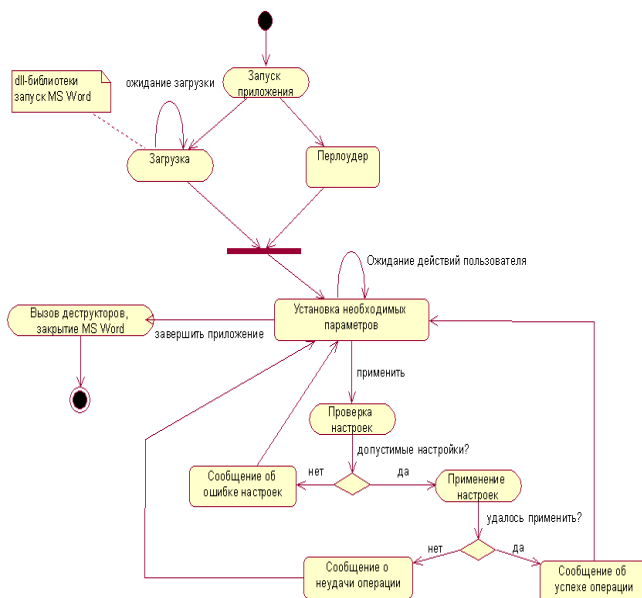 dll-библиотеки
запуск MS Word
ожидание загрузки
Запуск
приложения
Загрузка
Перлоудер
Ожидание действий пользователя
Установка необходимых
параметров
Вызов деструкторов,
закрытие MS Word
завершить приложение
применить
Проверка
настроек
допустимые настройки?
Сообщение об
ошибке настроек
нет
да
Применение
настроек
удалось применить?
нет
да
Сообщение о
неудачи операции
Сообщение об
успехе операции